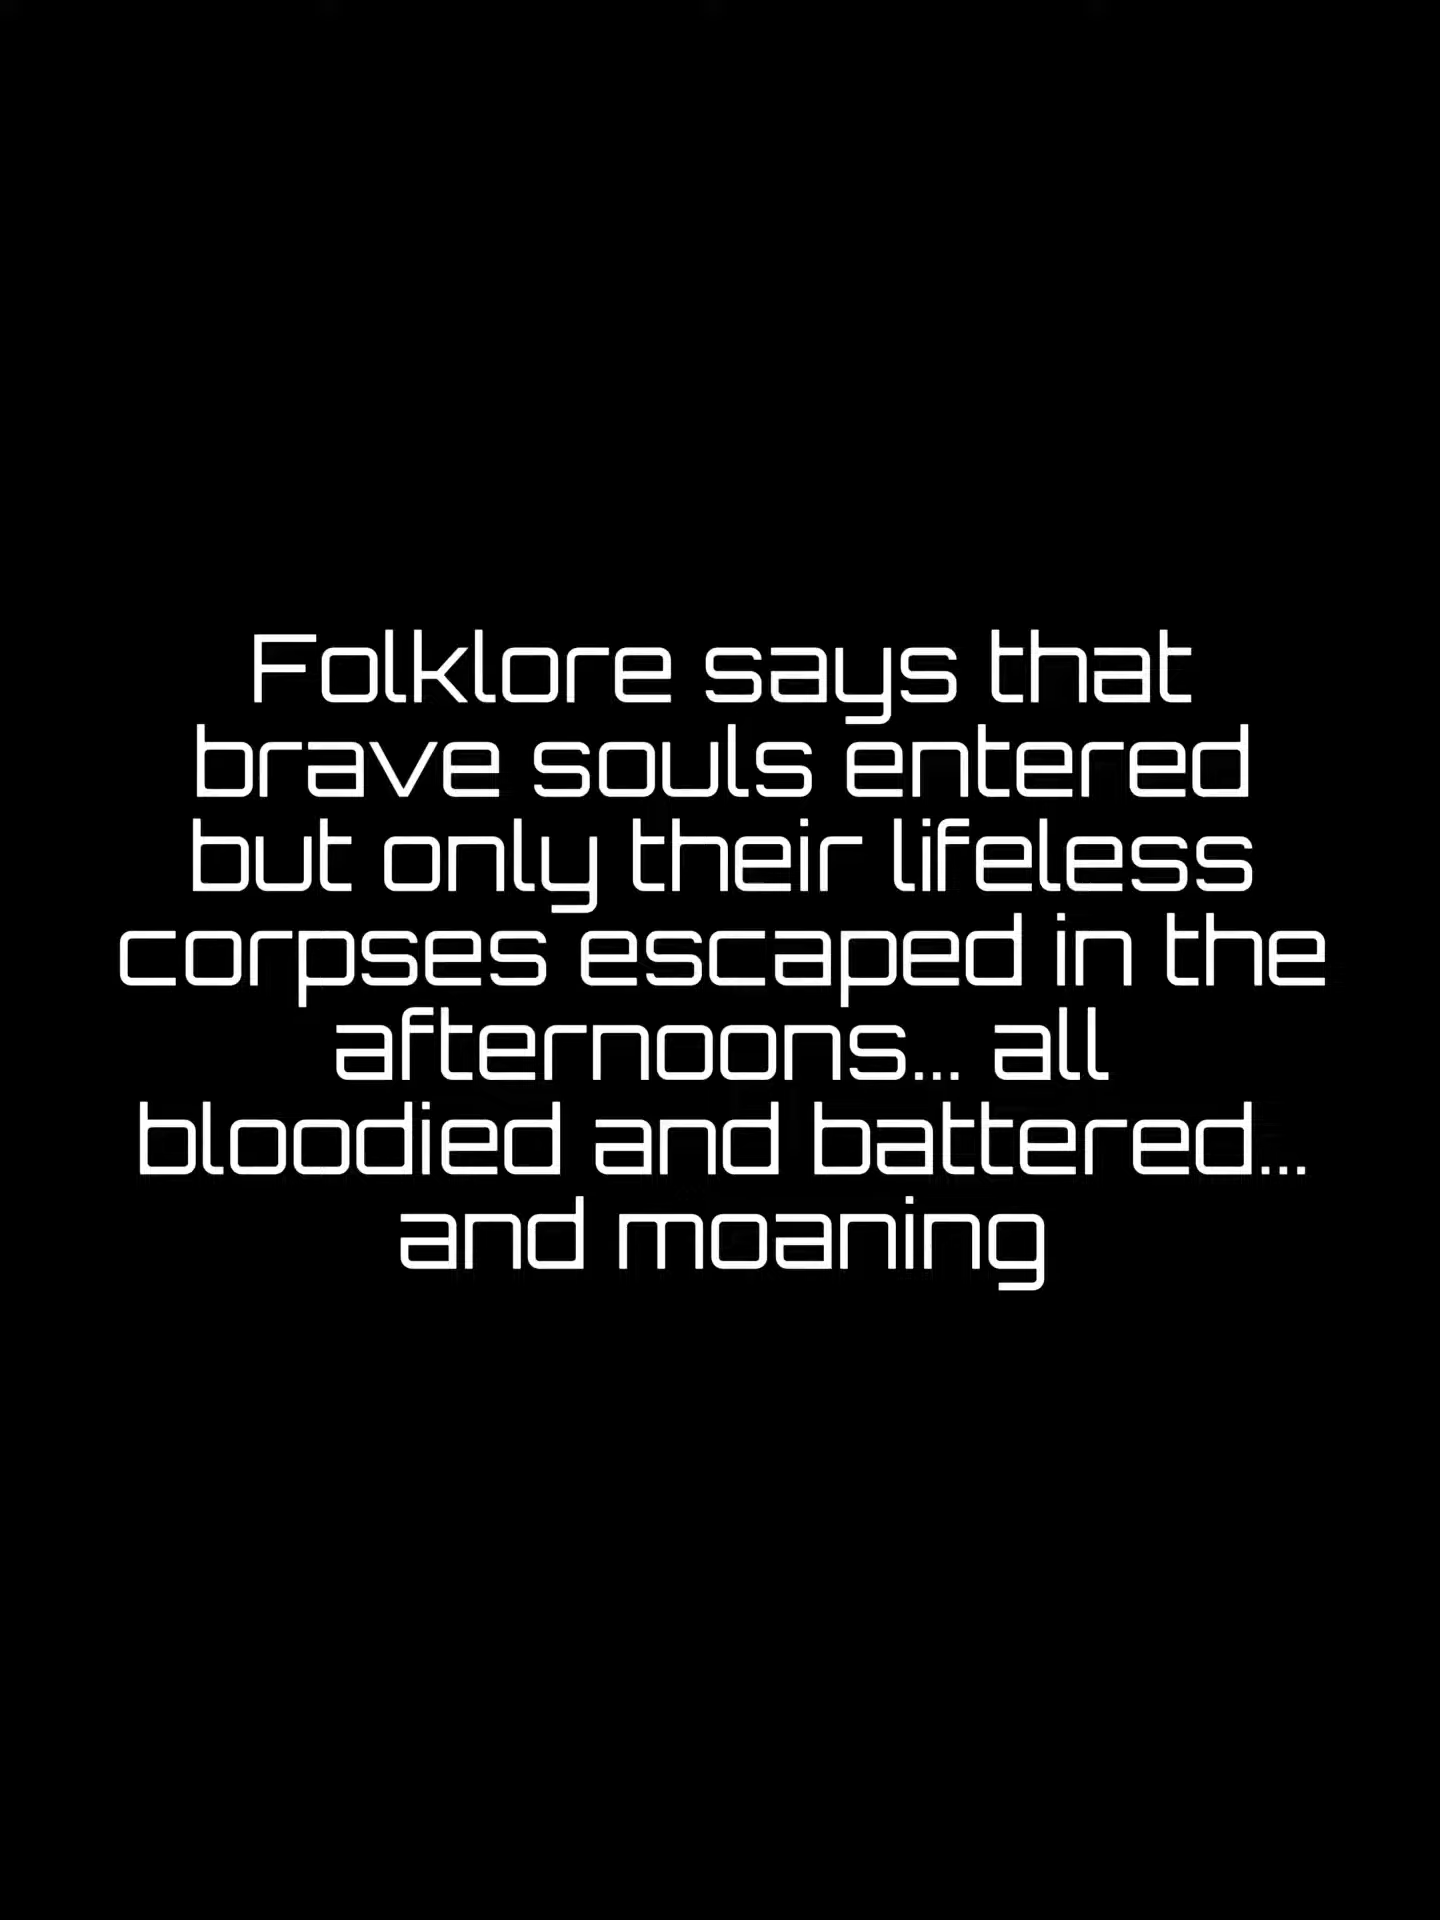 Folklore says that
brave souls entered
but only their lifeless
corpses escaped in the
afternoons... all
bloodied and battered...
and moaning